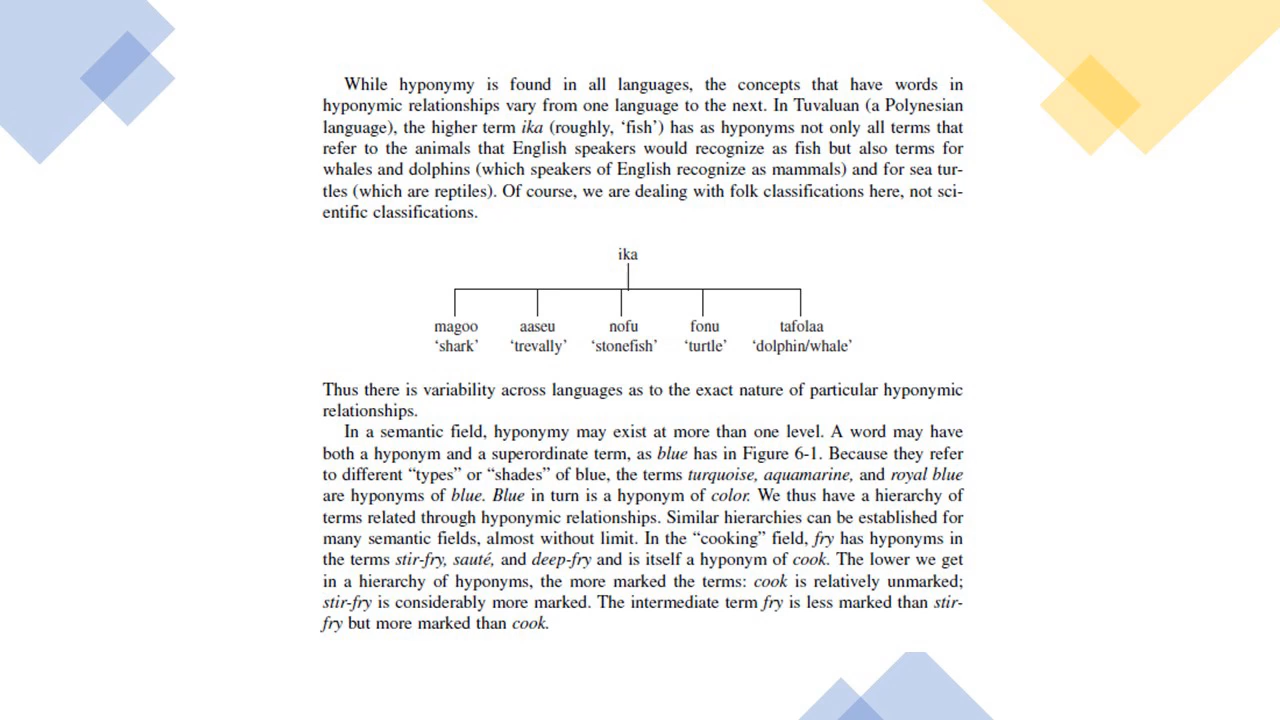 While hyponymy is found in all languages, the concepts that have words in
hyponymic relationships vary from one language to the next. In Tuvaluan (a Polynesian
language), the higher term ika (roughly, ‘fish’) has as hyponyms not only all terms that
refer to the animals that English speakers would recognize as fish but also terms for
whales and dolphins (which speakers of English recognize as mammals) and for sea tur-
tles (which are reptiles). Of course, we are dealing with folk classifications here, not sci-
entific classifications.
ika
magoo aaseu nofu fonu tafolaa
‘shark’ ‘trevally’ ‘stonefish’ ‘turtle’ ‘dolphin/whale’
Thus there is variability across languages as to the exact nature of particular hyponymic
relationships.
In a semantic field, hyponymy may exist at more than one level. A word may have
both a hyponym and a superordinate term, as blue has in Figure 6-1. Because they refer
to different “types” or “shades” of blue, the terms turquoise, aquamarine, and royal blue
are hyponyms of blue. Blue in turn is a hyponym of color. We thus have a hierarchy of
terms related through hyponymic relationships. Similar hierarchies can be established for
many semantic fields, almost without limit. In the “cooking” field, fry has hyponyms in
the terms stir-fry, sauté, and deep-fry and is itself a hyponym of cook. The lower we get
in a hierarchy of hyponyms, the more marked the terms: cook is relatively unmarked;
stir-fry is considerably more marked. The intermediate term fry is less marked than stir-
fry but more marked than cook.